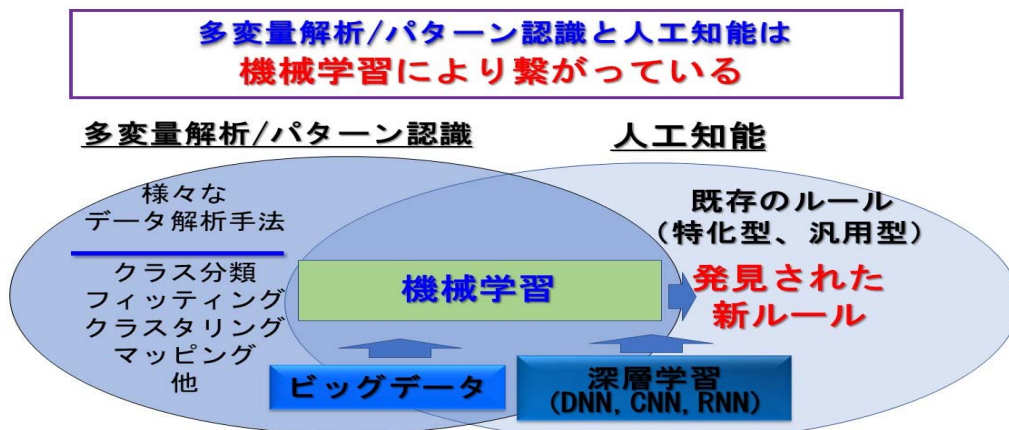 多変量解析/パターン認識と人工知能は
機械学習により繋がっている
多変量解析/パターン認識
人工知能
様々な
データ解析手法
クラス分類
フィッティング
クラスタリング
マッピング
他
機械学習
既存のルール
(特化型、汎用型)
発見された
新ルール
ビッグデータ
深層学習
(DNN, CNN, RNN)